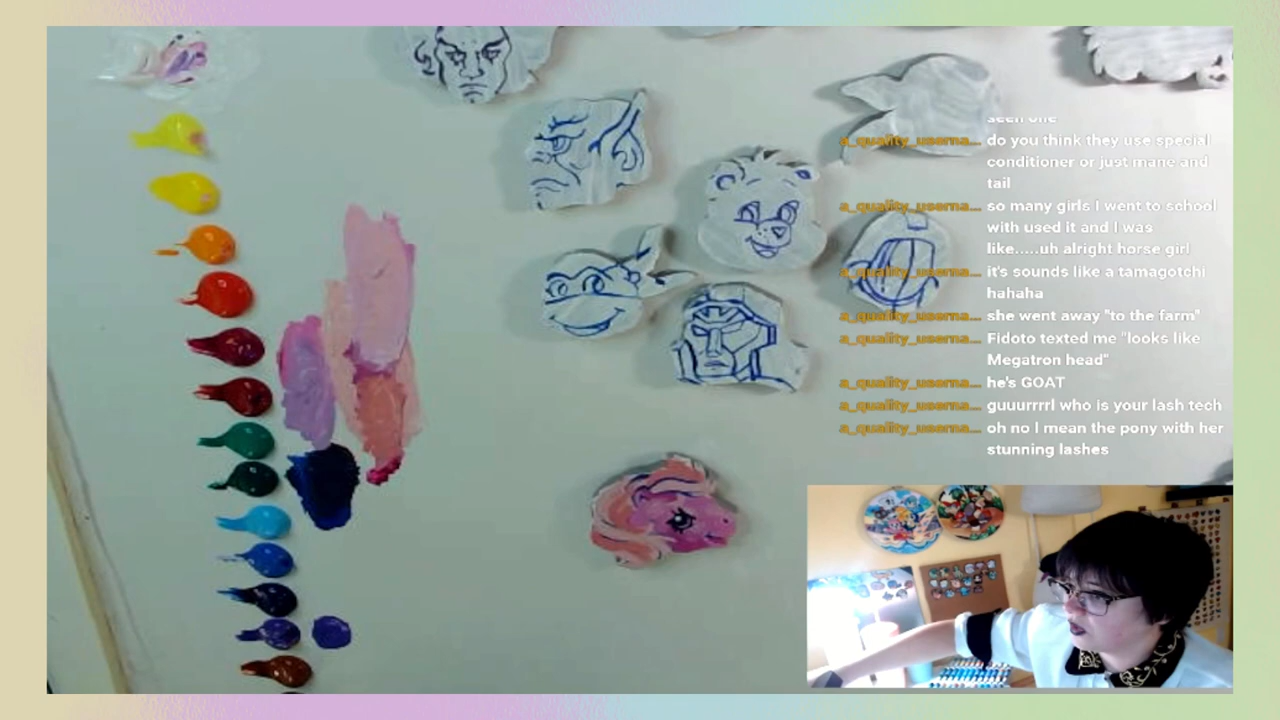 seen one
a_quality_userna... do you think they use special
conditioner or just mane and
tail
a_quality_userna... so many girls I went to school
with used it and I was
like.....uh alright horse girl
a_quality_userna... it's sounds like a tamagotchi
hahaha
a_quality_userna... she went away "to the farm"
a_quality_userna... Fidoto texted me "looks like
Megatron head"
a_quality_userna... he's GOAT
a_quality_userna... guuurrrrl who is your lash tech
a_quality_userna... oh no I mean the pony with her
stunning lashes